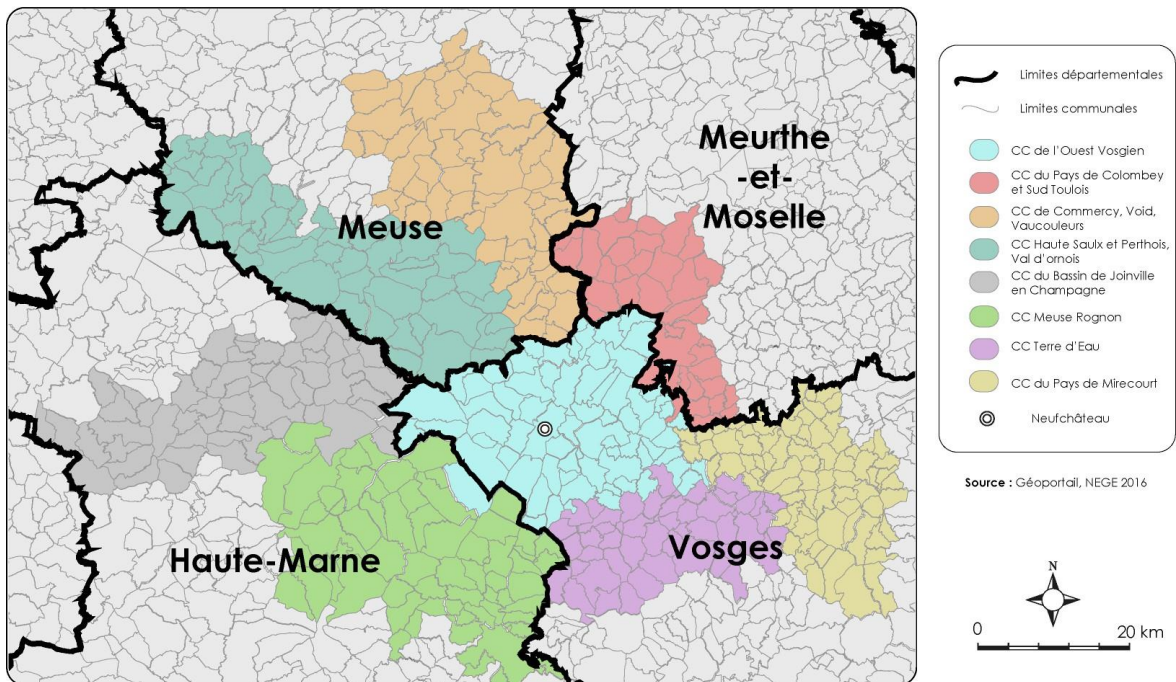 Meurthe
-et-
Moselle
Meuse
Haute-Marne
Vosges
Limites départementales
Limites communales
CC de l'Ouest Vosgien
CC du Pays de Colombey
et Sud Toulois
CC de Commercy, Void,
Vaucouleurs
CC Haute Saulx et Perthois,
Val d'ornois
CC du Bassin de Joinville
en Champagne
CC Meuse Rognon
CC Terre d'Eau
CC du Pays de Mirecourt
Neufchâteau
Source : Géoportail, NEGE 2016
N
0 20 km